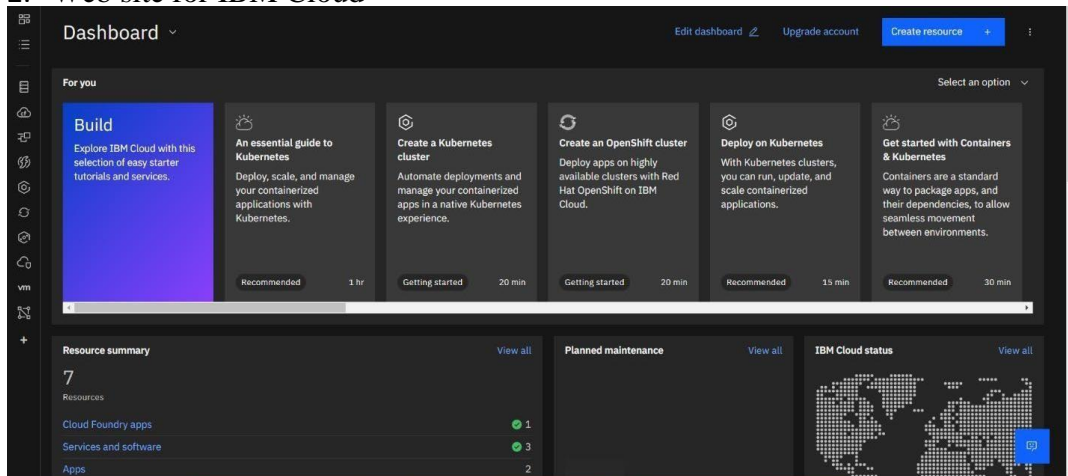 2. Web site for IBM Cloud
Dashboard
Edit dashboard
Upgrade account
Create resource +
For you
Select an option
Build
Explore IBM Cloud with this
selection of easy starter
tutorials and services.
An essential guide to
Kubernetes
Deploy, scale, and manage
your containerized
applications with
Kubernetes.
Recommended 1 hr
Create a Kubernetes
cluster
Automate deployments and
manage your containerized
apps in a native Kubernetes
experience.
Getting started 20 min
Create an OpenShift cluster
Deploy apps on highly
available clusters with Red
Hat OpenShift on IBM
Cloud.
Getting started 20 min
Deploy on Kubernetes
With Kubernetes clusters,
you can run, update, and
scale containerized
applications.
Recommended 15 min
Get started with Containers
& Kubernetes
Containers are a standard
way to package apps, and
their dependencies, to allow
seamless movement
between environments.
Recommended 30 min
vm
Resource summary View all
7
Resources
Cloud Foundry apps 1
Services and software 3
Apps 2
Planned maintenance View all
IBM Cloud status View all